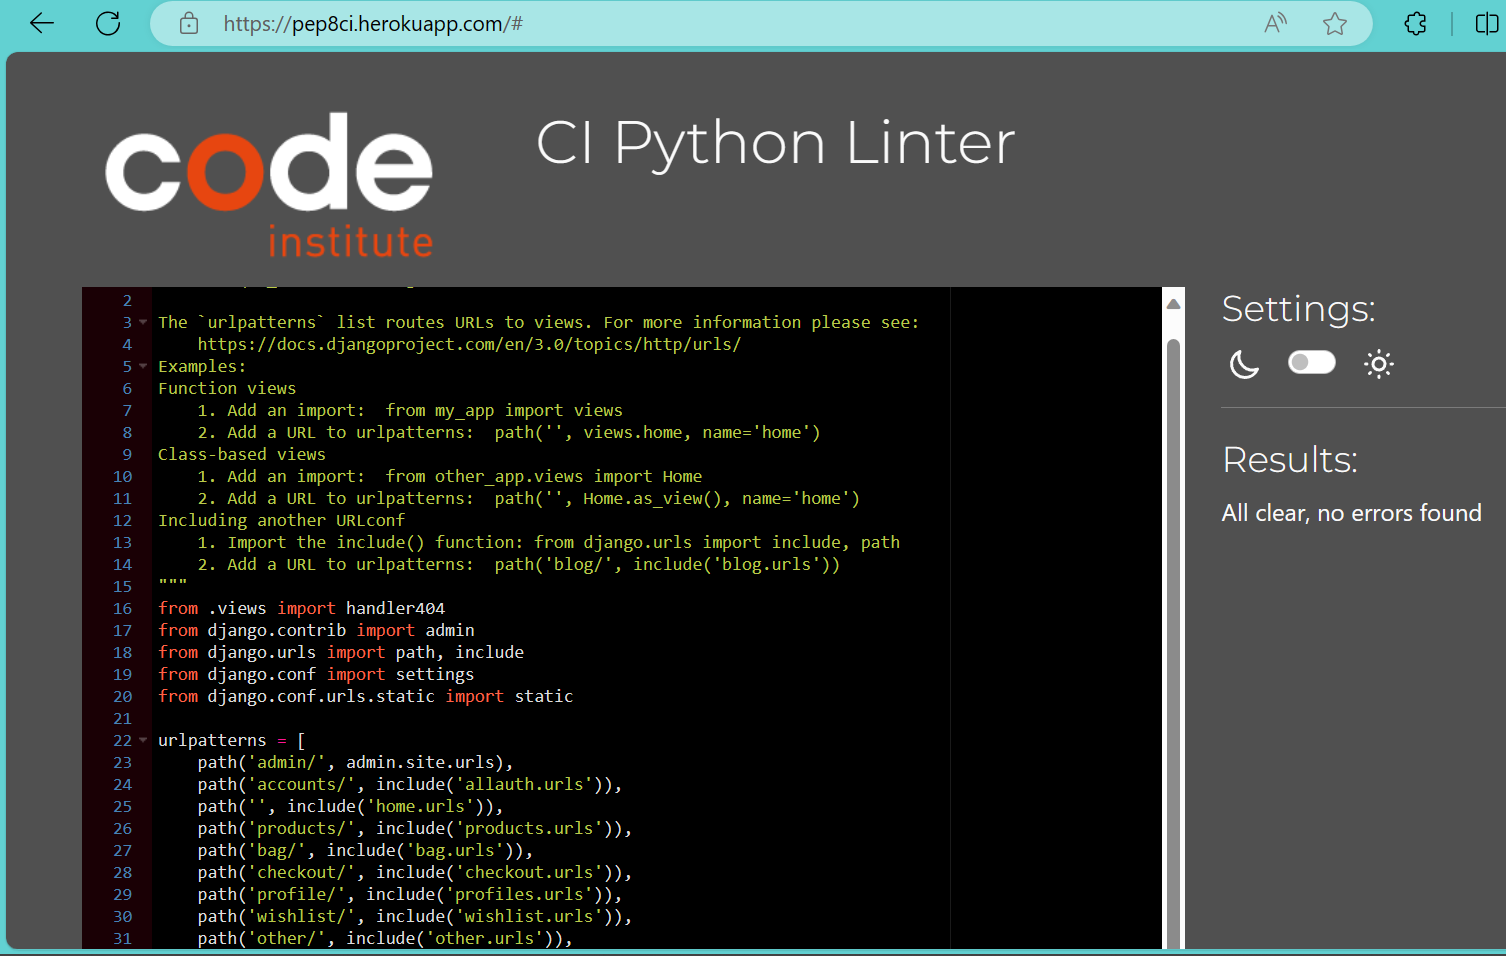 https://pep8ci.herokuapp.com/#
code
institute
CI Python Linter
2
3 The `urlpatterns` list routes URLs to views. For more information please see:
4     https://docs.djangoproject.com/en/3.0/topics/http/urls/
5 Examples:
6 Function views
7     1. Add an import:  from my_app import views
8     2. Add a URL to urlpatterns:  path('', views.home, name='home')
9 Class-based views
10     1. Add an import:  from other_app.views import Home
11     2. Add a URL to urlpatterns:  path('', Home.as_view(), name='home')
12 Including another URLconf
13     1. Import the include() function: from django.urls import include, path
14     2. Add a URL to urlpatterns:  path('blog/', include('blog.urls'))
15 """
16 from .views import handler404
17 from django.contrib import admin
18 from django.urls import path, include
19 from django.conf import settings
20 from django.conf.urls.static import static
21
22 urlpatterns = [
23     path('admin/', admin.site.urls),
24     path('accounts/', include('allauth.urls')),
25     path('', include('home.urls')),
26     path('products/', include('products.urls')),
27     path('bag/', include('bag.urls')),
28     path('checkout/', include('checkout.urls')),
29     path('profile/', include('profiles.urls')),
30     path('wishlist/', include('wishlist.urls')),
31     path('other/', include('other.urls')),
Settings:
Results:
All clear, no errors found